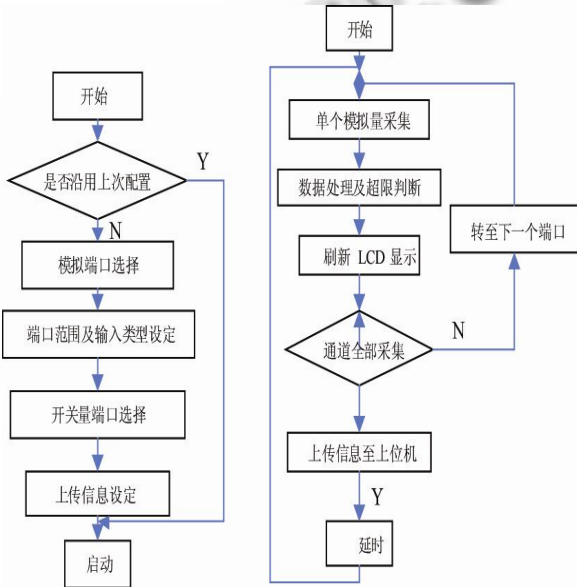 开始
是否沿用上次配置
Y
N
模拟端口选择
端口范围及输入类型设定
开关量端口选择
上传信息设定
启动
开始
单个模拟量采集
数据处理及超限判断
刷新 LCD 显示
通道全部采集
N
转至下一个端口
上传信息至上位机
Y
延时